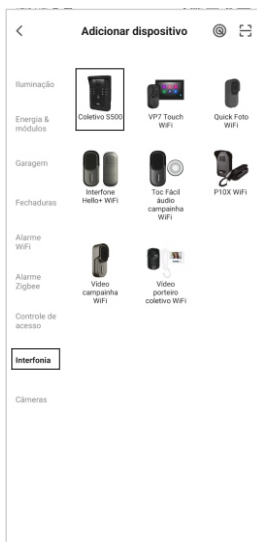 Adicionar dispositivo
Iluminação
Energia &
módulos
Garagem
Fechaduras
Alarme
WiFi
Alarme
Zigbee
Controle de
acesso
Interfonia
Câmeras
Coletivo S500
VP7 Touch
WiFi
Quick Foto
WiFi
Interfone
Hello+ WiFi
Toc Fácil
áudio
campainha
WiFi
P10X WiFi
Vídeo
campainha
WiFi
Vídeo
porteiro
coletivo WiFi